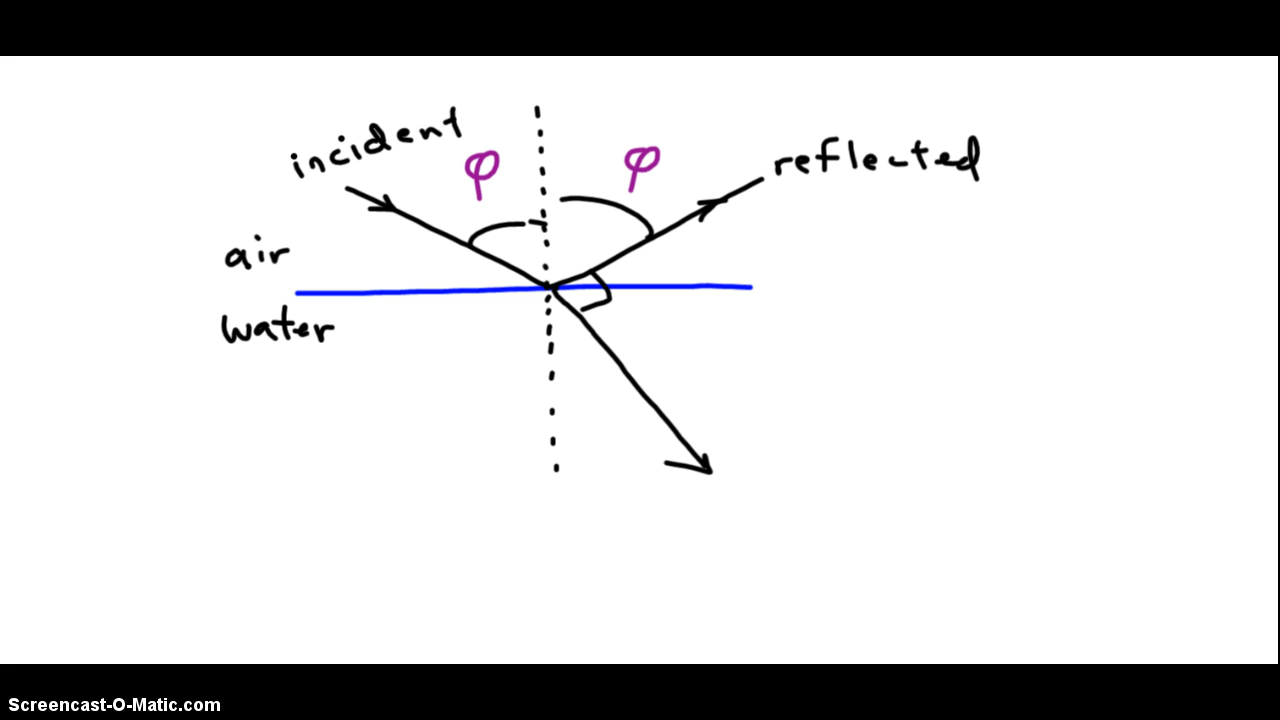 incident
φ
φ
reflected
air
water
Screencast-O-Matic.com